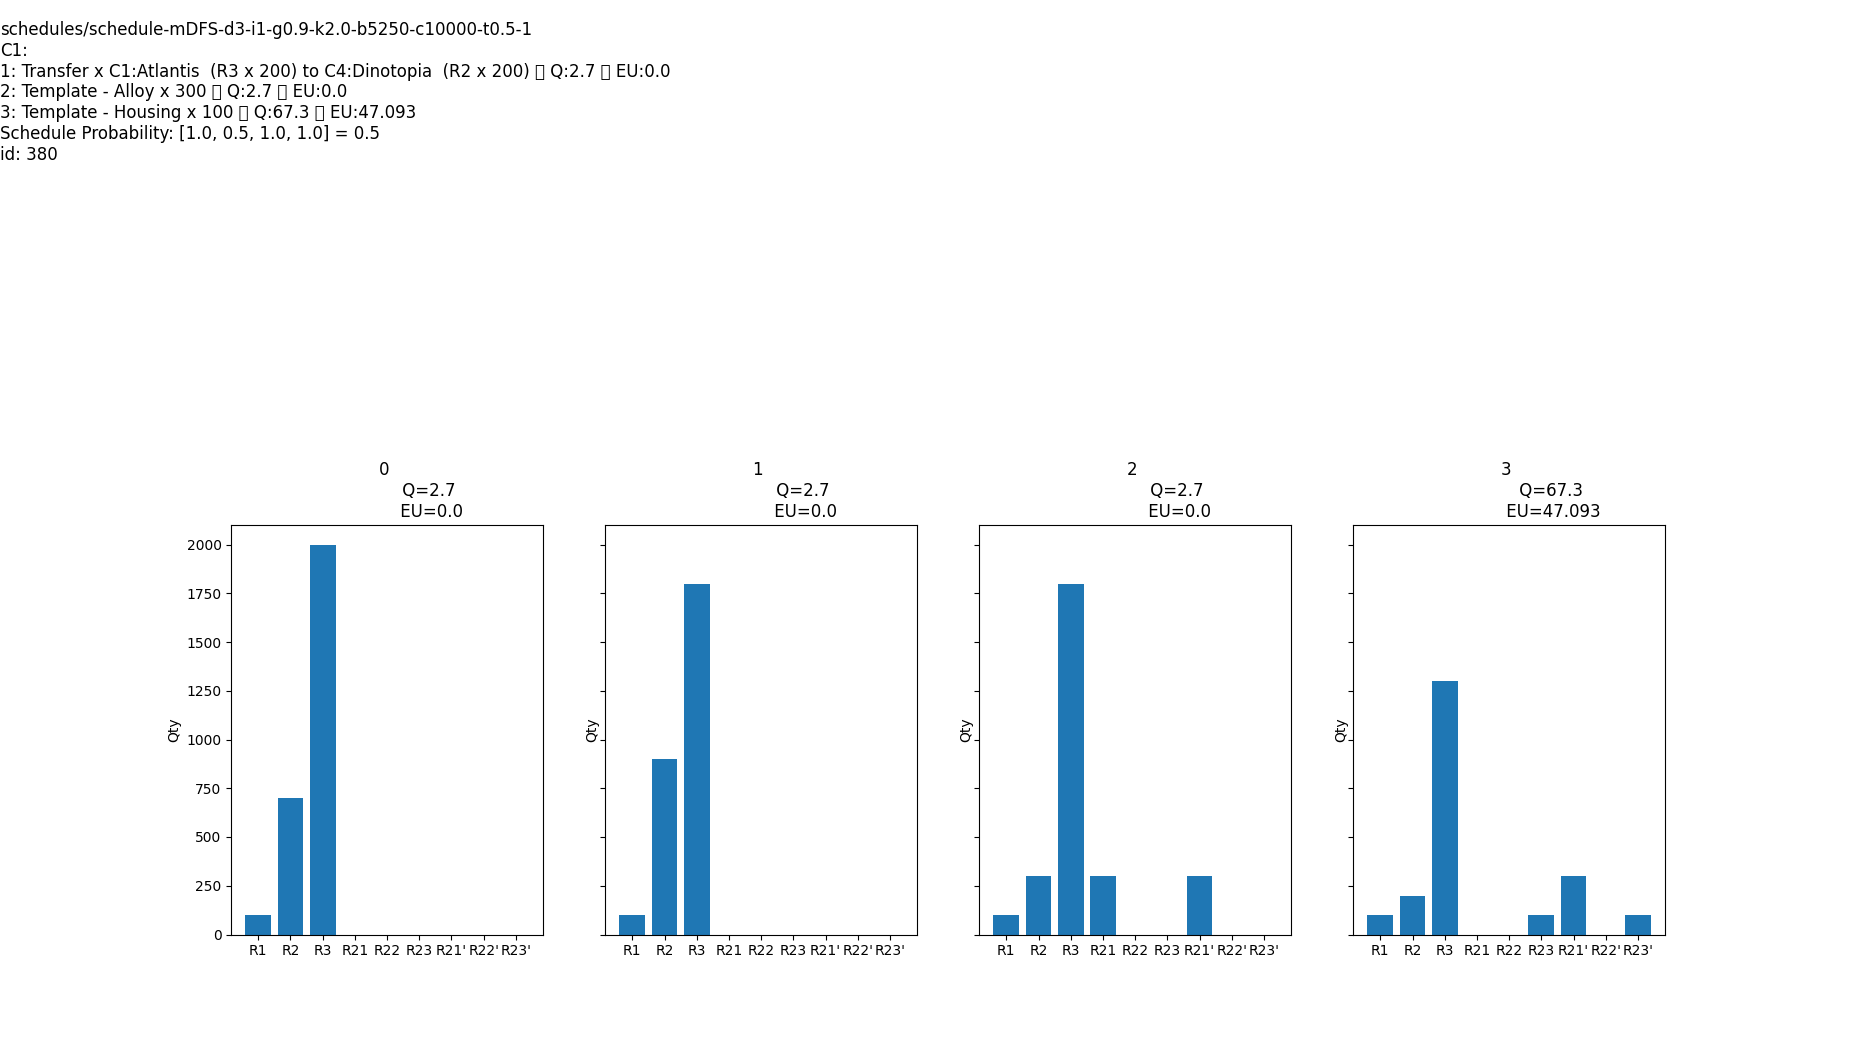 schedules/schedule-mDFS-d3-i1-g0.9-k2.0-b5250-c10000-t0.5-1
C1:
1: Transfer x C1:Atlantis  (R3 x 200) to C4:Dinotopia  (R2 x 200) ▯ Q:2.7 ▯ EU:0.0
2: Template - Alloy x 300 ▯ Q:2.7 ▯ EU:0.0
3: Template - Housing x 100 ▯ Q:67.3 ▯ EU:47.093
Schedule Probability: [1.0, 0.5, 1.0, 1.0] = 0.5
id: 380
0
Q=2.7
EU=0.0
2000
1750
1500
1250
1000
750
500
250
0
Qty
R1 R2 R3 R21 R22 R23 R21' R22' R23'
1
Q=2.7
EU=0.0
Qty
R1 R2 R3 R21 R22 R23 R21' R22' R23'
2
Q=2.7
EU=0.0
Qty
R1 R2 R3 R21 R22 R23 R21' R22' R23'
3
Q=67.3
EU=47.093
Qty
R1 R2 R3 R21 R22 R23 R21' R22' R23'